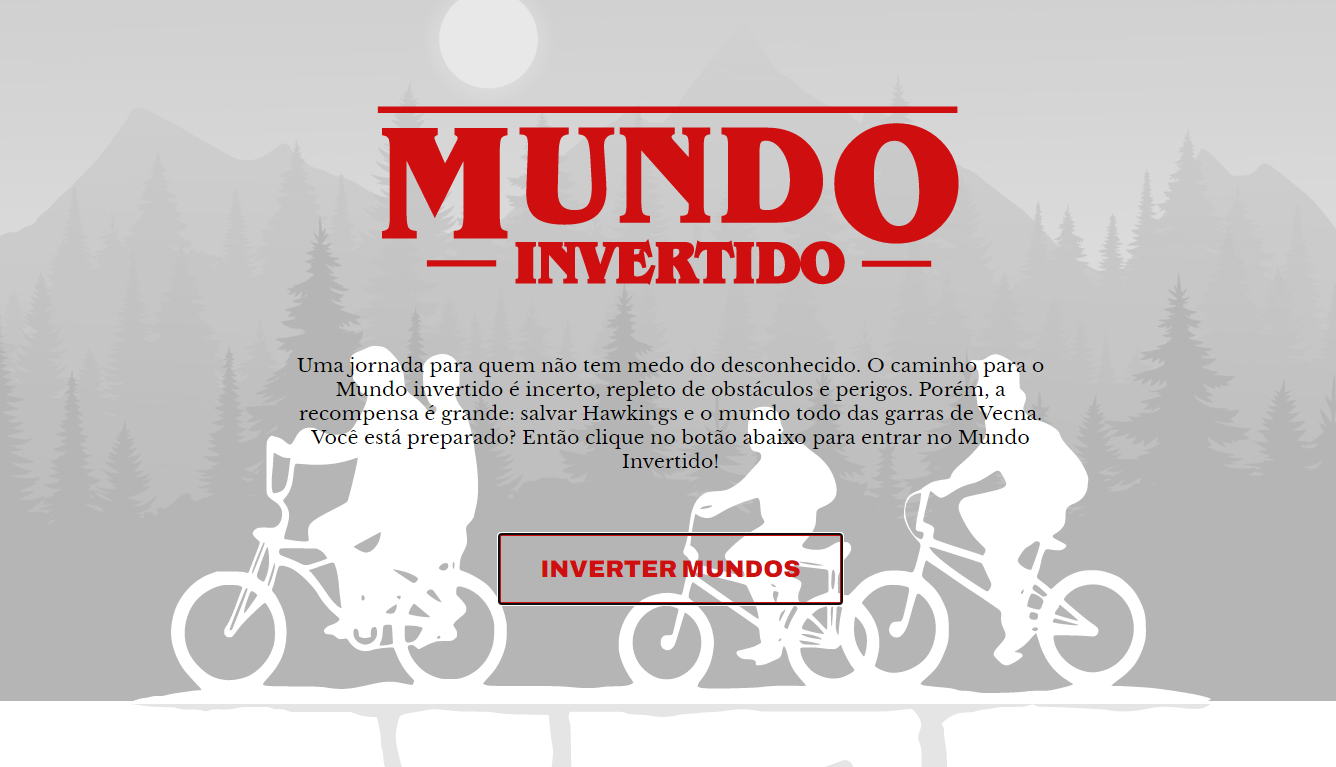 MUNDO
INVERTIDO
Uma jornada para quem não tem medo do desconhecido. O caminho para o
Mundo invertido é incerto, repleto de obstáculos e perigos. Porém, a
recompensa é grande: salvar Hawkings e o mundo todo das garras de Vecna.
Você está preparado? Então clique no botão abaixo para entrar no Mundo
Invertido!
INVERTER MUNDOS